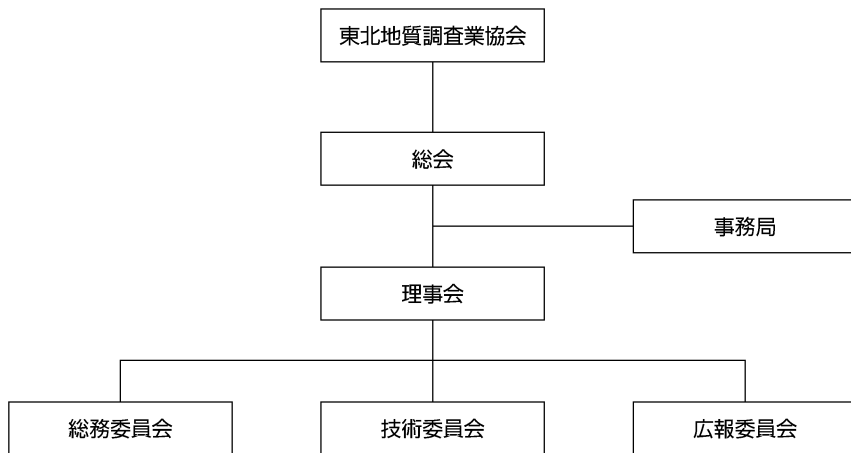 東北地質調査業協会
総会
事務局
理事会
総務委員会
技術委員会
広報委員会